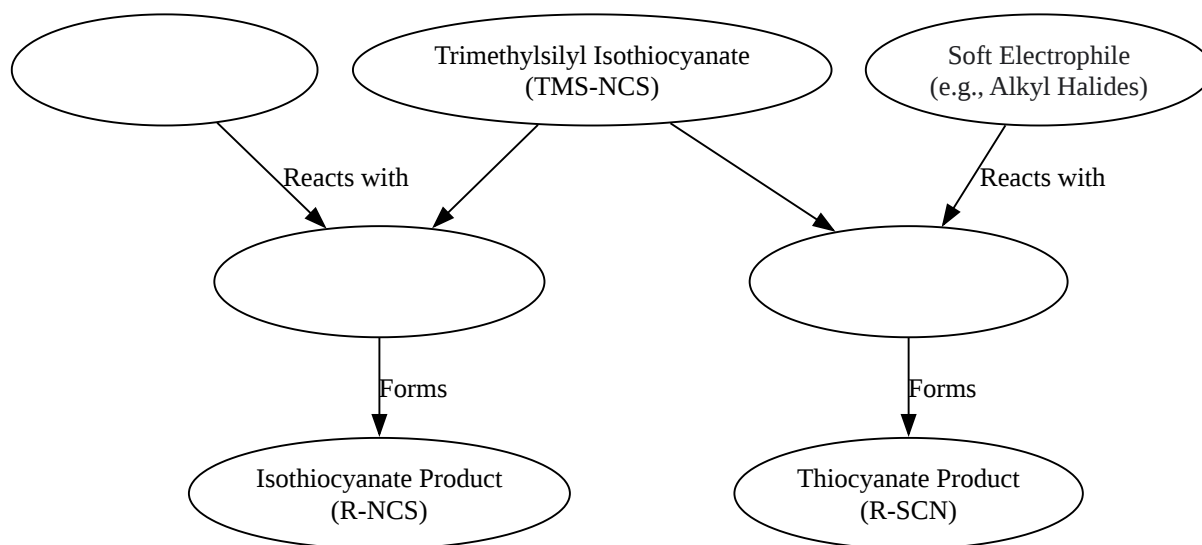 Trimethylsilyl Isothiocyanate
(TMS-NCS)
Soft Electrophile
(e.g., Alkyl Halides)
Reacts with
Reacts with
Forms
Forms
Isothiocyanate Product
(R-NCS)
Thiocyanate Product
(R-SCN)